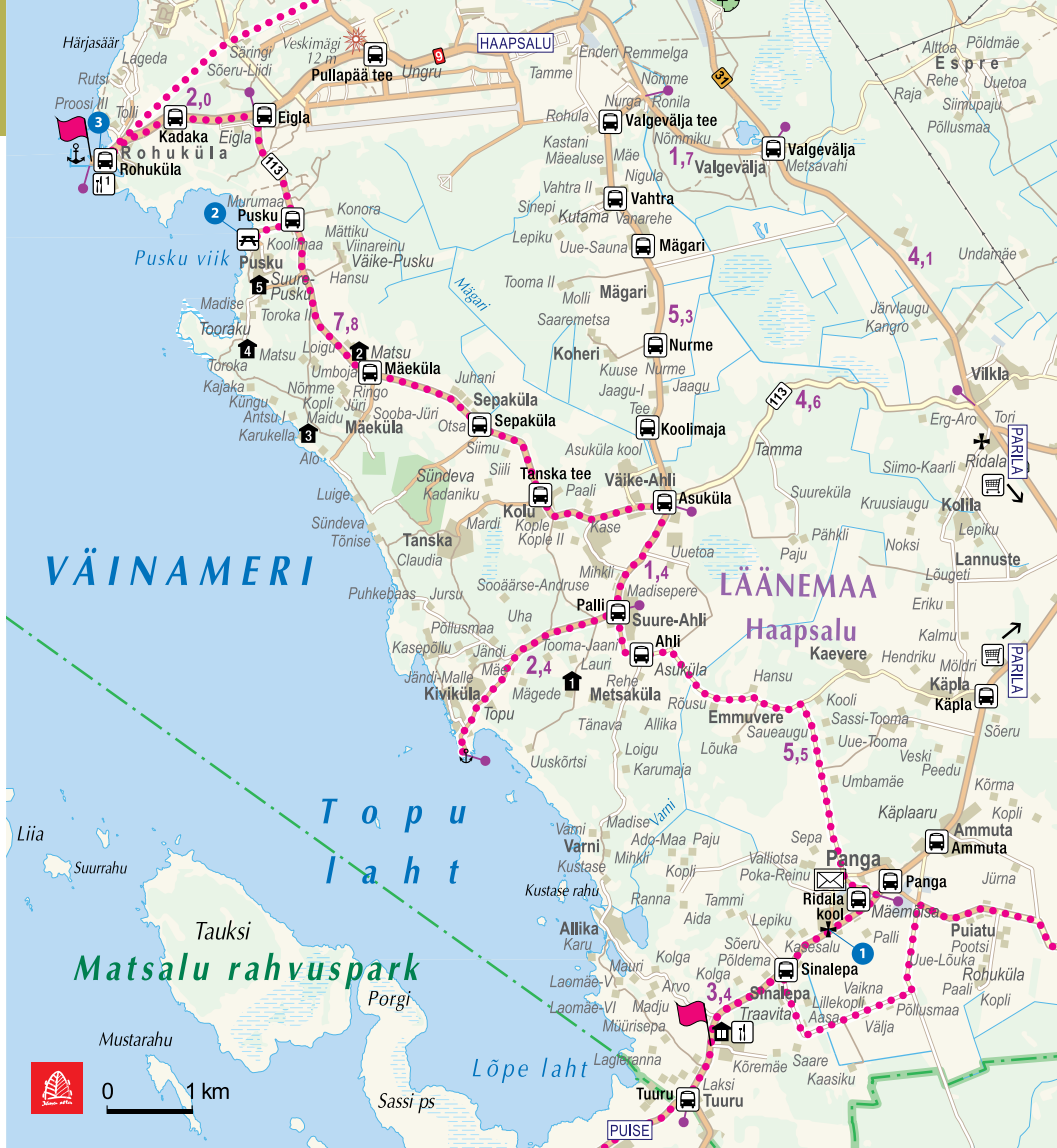 Härjasäär
Lageda
Säringi
Sõeru-Liidi
Veskimägi
12 m
Pullapää tee
Ungru
9
HAAPSALU
Tamme
Enderi
Remmelga
Nõmme
31
Alttoa
Põldmäe
Espre
Rehe
Uuetoa
Raja
Siimupaju
Põllusmaa
Rutsi
Proosi III
Tolli
2,0
3
Kadaka
Eigla
Eigla
Rohuküla
Rohuküla
1
113
Nurga
Ronila
Rohula
Valgevälja tee
Nõmmiku
Kastani
Mäealuse
Mäe
1,7
Valgevälja
Valgevälja
Metsavahi
Nigula
Vahtra II
Vahtra
Sinepi
Kutama
Vanarehe
Lepiku
Uue-Sauna
Mägari
Murumaa
2
Pusku
Konora
Mättiku
Koolimaa
Viinareinu
Väike-Pusku
Pusku viik
Pusku
Suure-
Pusku
Hansu
5
Madise
Toroka II
Tooraku
Mägari
Tooma II
Molli
Mägari
Saaremetsa
4,1
Undamäe
Järvlaugu
Kangro
7,8
Loigu
2
Matsu
4
Matsu
Toroka
Umboja
Mäeküla
Kajaka
Nõmme
Ringo
Küngu
Kopli
Jüri
Antsu I
Maidu
Sooba-Jüri
Karukella
3
Mäeküla
Alo
Juhani
Sepaküla
Otsa
Sepaküla
Siimu
Siili
5,3
Koheri
Nurme
Kuuse
Nurme
Jaagu-I
Jaagu
Tee
Koolimaja
Asuküla kool
113
4,6
Vilkla
Erg-Aro
Tori
PARILA
Ridala
Siimo-Kaarli
Tamma
Sündeva
Kadaniku
Tanska tee
Paali
Väike-Ahli
Asuküla
Luige
Kolu
Kople
Kople II
Kase
Mardi
Sündeva
Tõnise
Tanska
Claudia
Suureküla
Kruusiaugu
Kolila
Pähkli
Noksi
Lepiku
Paju
Lannuste
Uuetoa
Mihkli
1,4
LÄÄNEMAA
Haapsalu
Lõugeti
Eriku
Sooäärse-Andruse
Madisepere
Puhkebaas
Jursu
Palli
Suure-Ahli
Uha
Põllusmaa
Kasepõllu
Jändi
Tooma-Jaani
Ahli
Kalmu
Kaevere
Hendriku
Möldri
PARILA
Käpla
Käpla
VÄINAMERI
Mäe
2,4
Lauri
Asuküla
Jändi-Malle
Rehe
Kiviküla
Mägede
1
Metsaküla
Hansu
Topu
Rõusu
Kooli
Emmuvere
Sassi-Tooma
Sõeru
Tänava
Allika
Saueaugu
Uue-Tooma
Lõuka
5,5
Veski
Peedu
Uuskõrtsi
Loigu
Karumaja
Umbamäe
Kõrma
Topu
laht
Varni
Madise
Varni
Ado-Maa
Paju
Varni
Mihkli
Käplaaru
Kopli
Ammuta
Ammuta
Sepa
Kustase
Kopli
Valliotsa
Panga
Poka-Reinu
Panga
Jürna
Liia
Suurrahu
Kustase rahu
Ranna
Tammi
Aida
Ridala
kool
Mäemõisa
Puiatu
Lepiku
Palli
Pootsi
Allika
Karu
Tauksi
Matsalu rahvuspark
Porgi
Sõeru
Kasesalu
1
Põldema
Uue-Lõuka
Kolga
Mauri
Kolga
Sinalepa
Rohuküla
Laomäe-V
Arvo
3,4
Sinalepa
Vaikna
Paali
Laomäe-VI
Madju
Traavita
Lillekopli
Aasa
Põllusmaa
Kopli
Müürisepa
Välja
Mustarahu
Lagleranna
Kõremäe
Saare
Kaasiku
Lõpe laht
Laksi
0
1 km
Sassi ps
Tuuru
Tuuru
PUISE